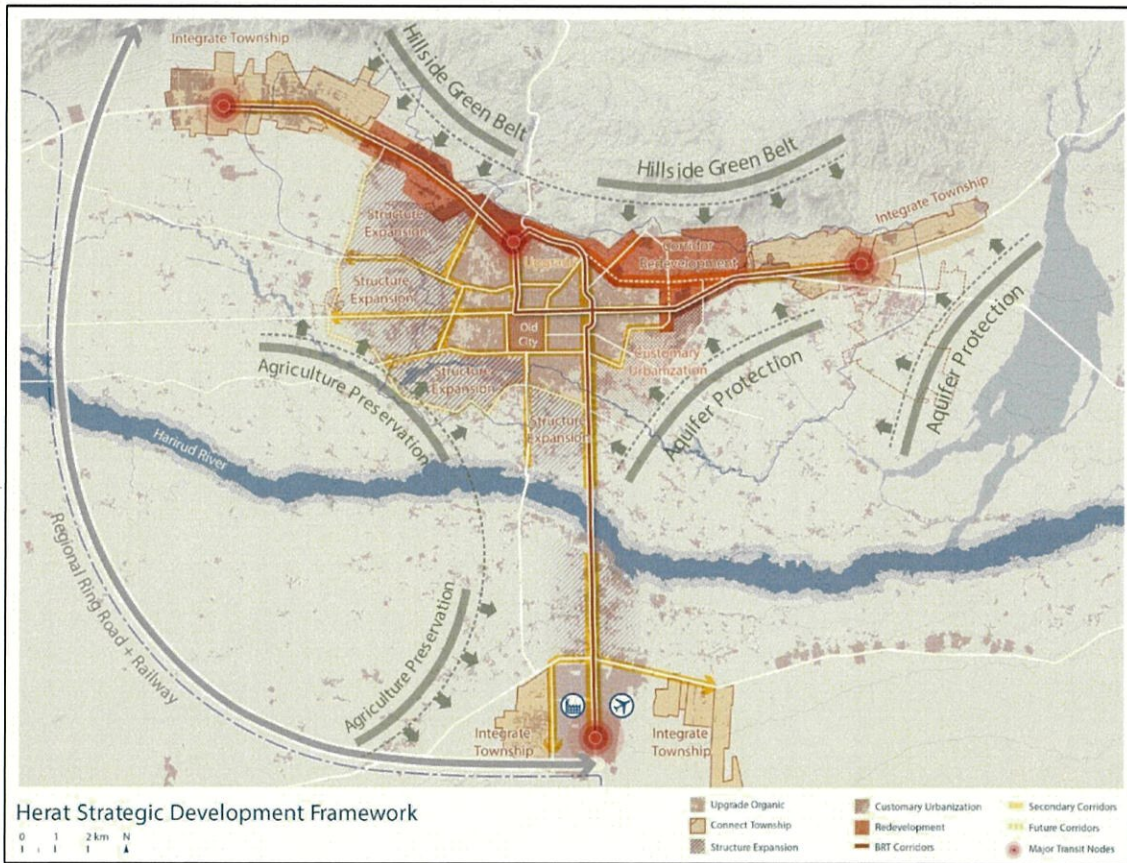 Integrate Township
Hillside Green Belt
Hillside Green Belt
Integrate Township
Structure
Expansion
Upgrade
Corridor
Redevelopment
Structure
Expansion
Old
City
Customary
Urbanization
Structure
Expansion
Structure
Expansion
Agriculture Preservation
Aquifer Protection
Aquifer Protection
Harirud River
Regional Ring Road + Railway
Agriculture Preservation
Integrate
Township
Integrate
Township
Herat Strategic Development Framework
0 1 2 km N
Upgrade Organic
Connect Township
Structure Expansion
Customary Urbanization
Redevelopment
BRT Corridors
Secondary Corridors
Future Corridors
Major Transit Nodes